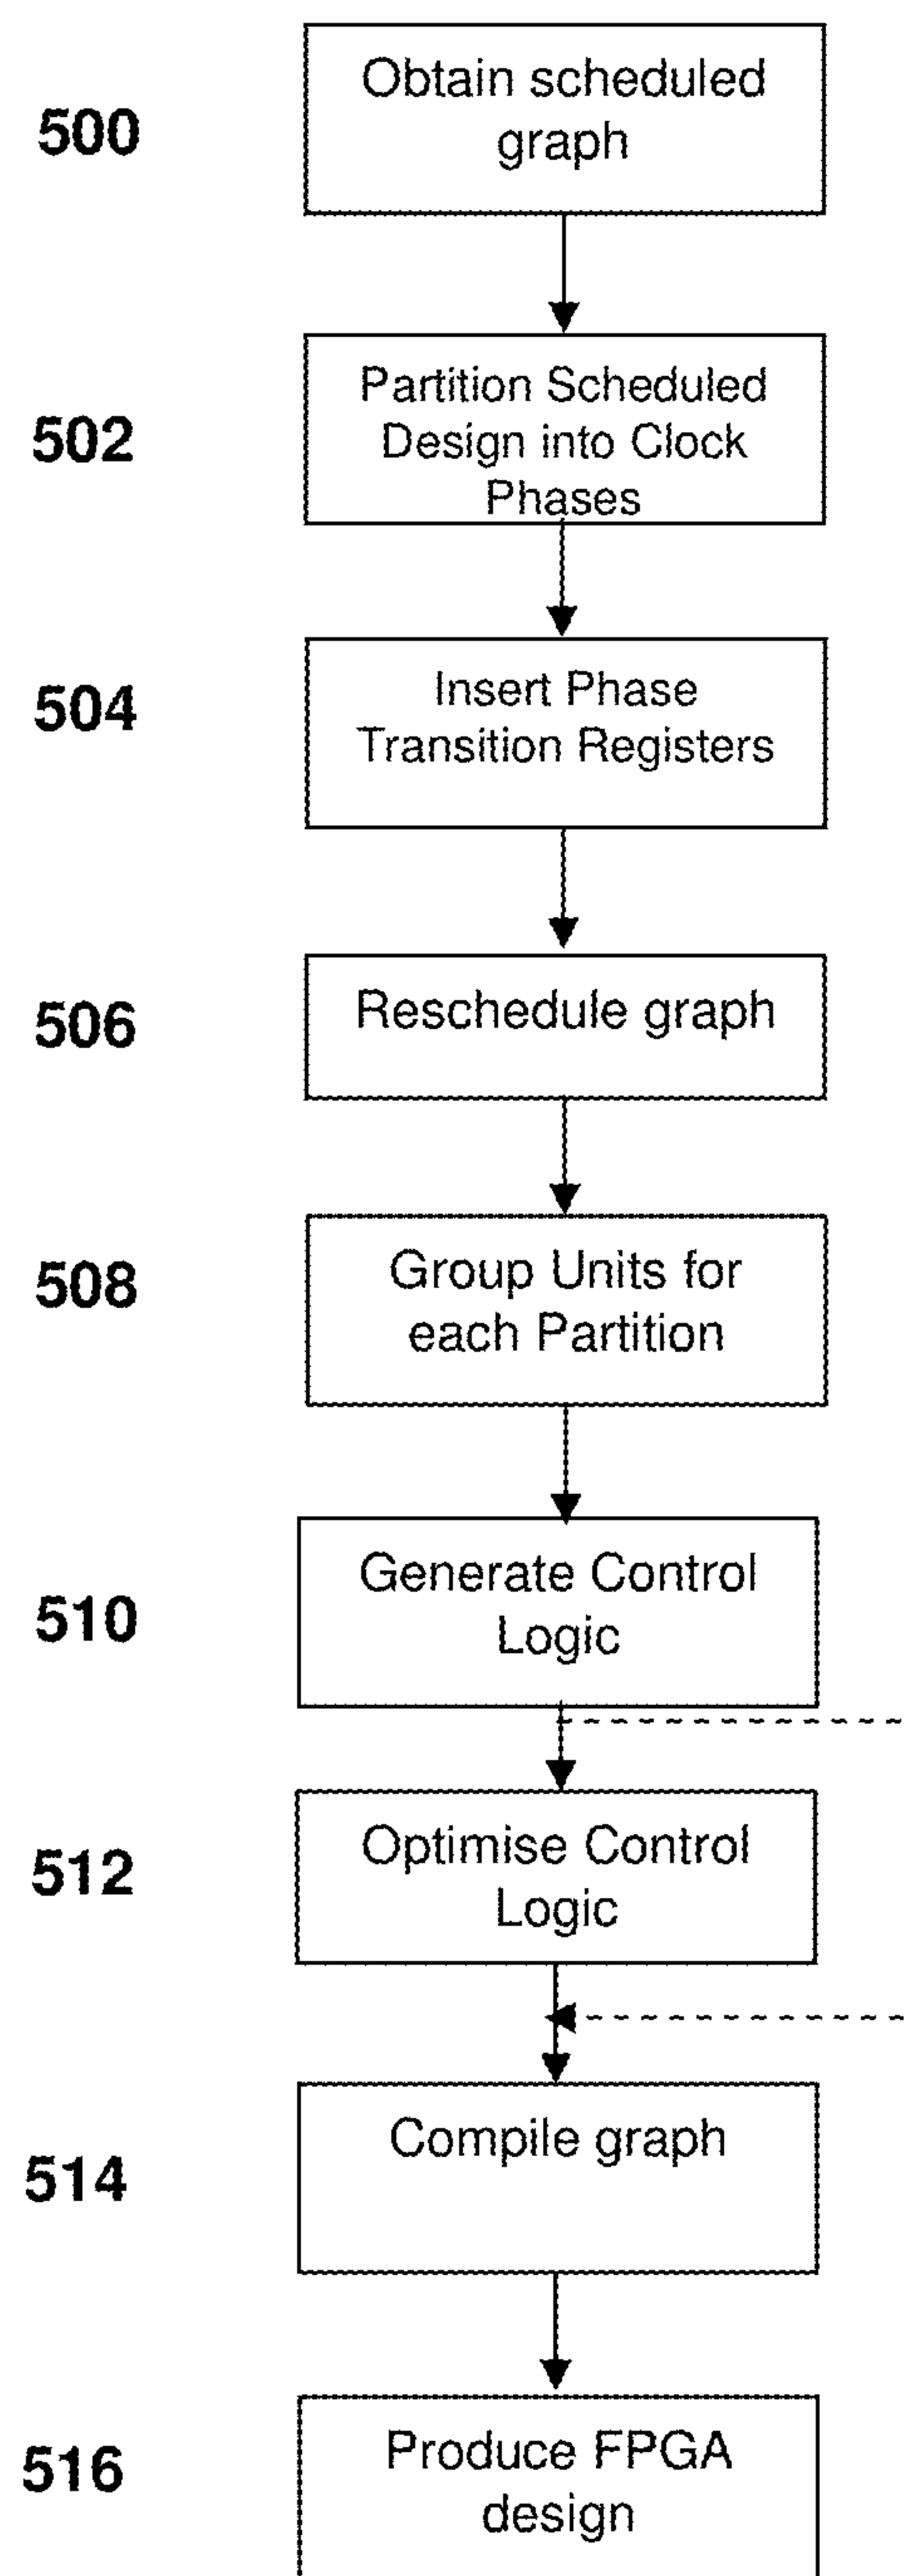 500
Obtain scheduled
graph
502
Partition Scheduled
Design into Clock
Phases
504
Insert Phase
Transition Registers
506
Reschedule graph
508
Group Units for
each Partition
510
Generate Control
Logic
512
Optimise Control
Logic
514
Compile graph
516
Produce FPGA
design